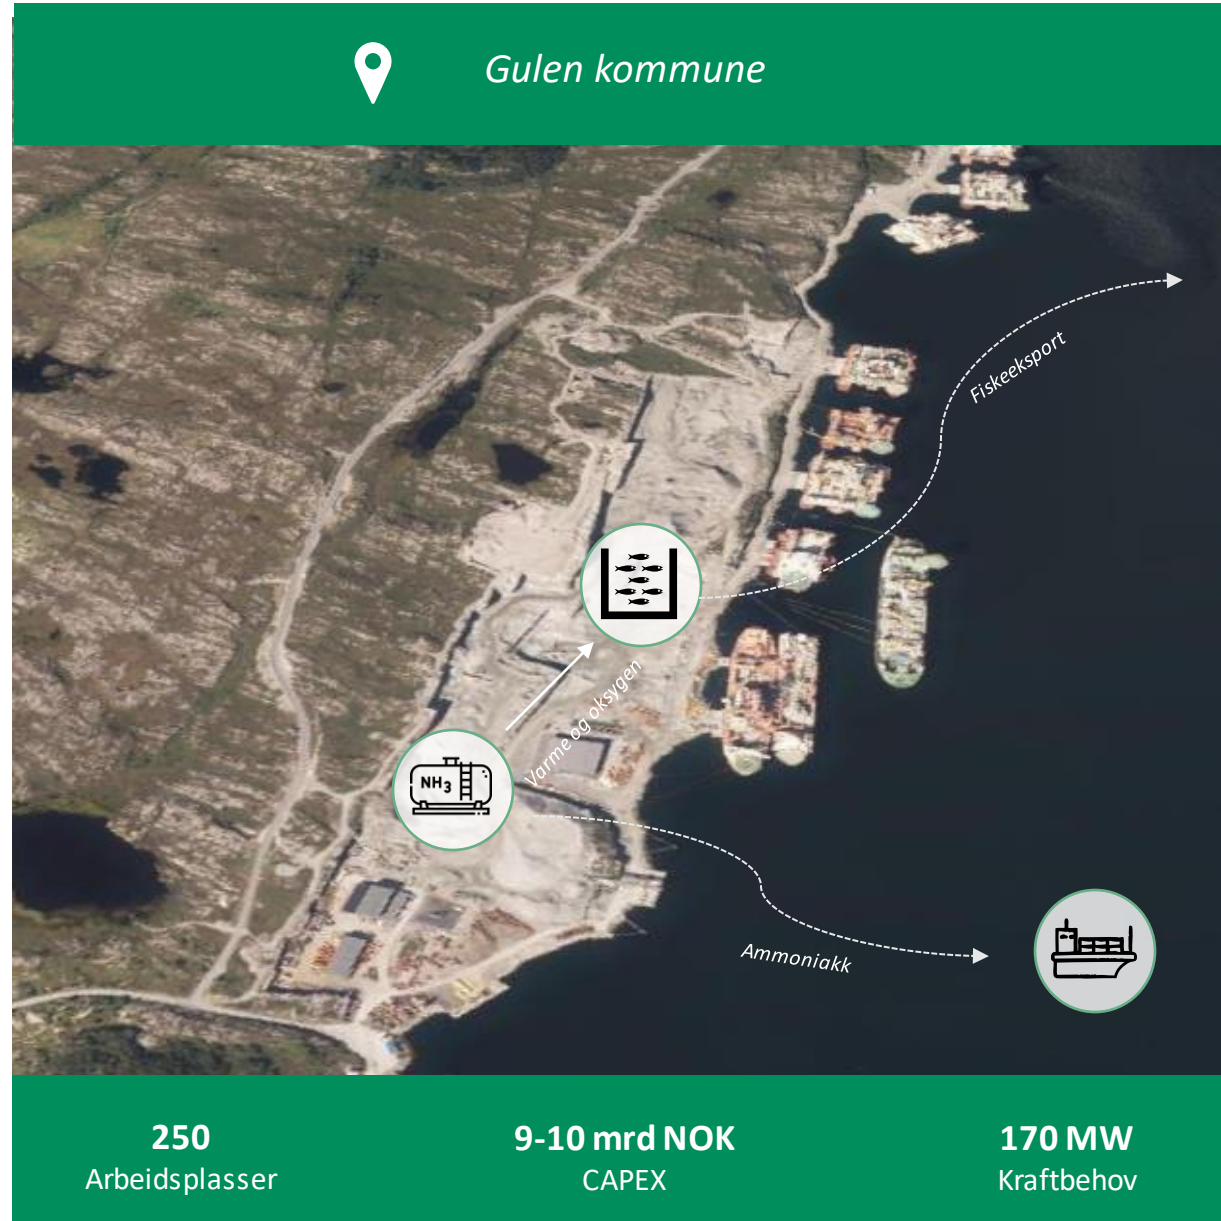 Gulen kommune
Fiskeeksport
Varme og oksygen
NH3
Ammoniakk
250
Arbeidsplasser
9-10 mrd NOK
CAPEX
170 MW
Kraftbehov